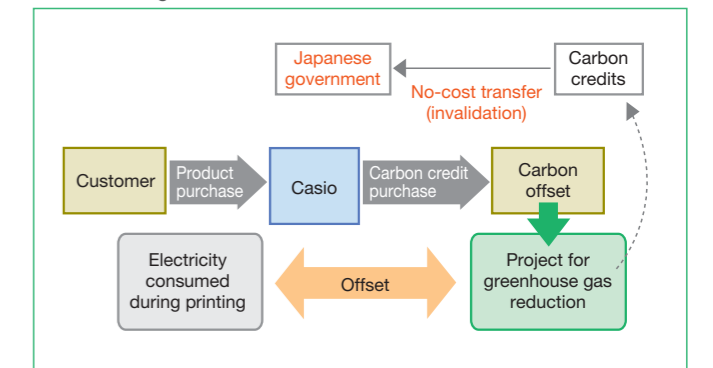 Japanese
government
Carbon
credits
No-cost transfer
(invalidation)
Customer
Product
purchase
Casio
Carbon credit
purchase
Carbon
offset
Electricity
consumed
during printing
Offset
Project for
greenhouse gas
reduction